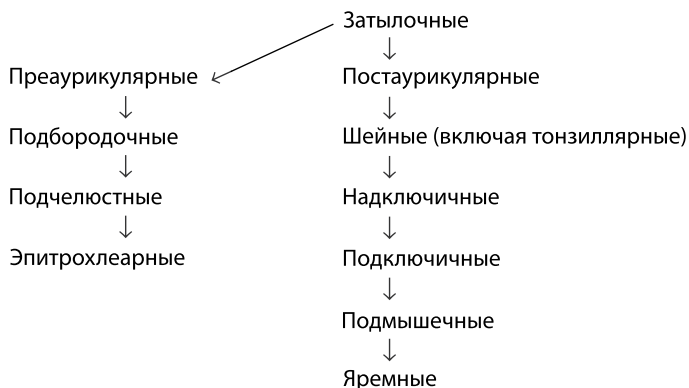 Затылочные
Преаурикулярные
Постаурикулярные
Подбородочные
Шейные (включая тонзиллярные)
Подчелюстные
Надключичные
Эпитрохлеарные
Подключичные
Подмышечные
Яремные